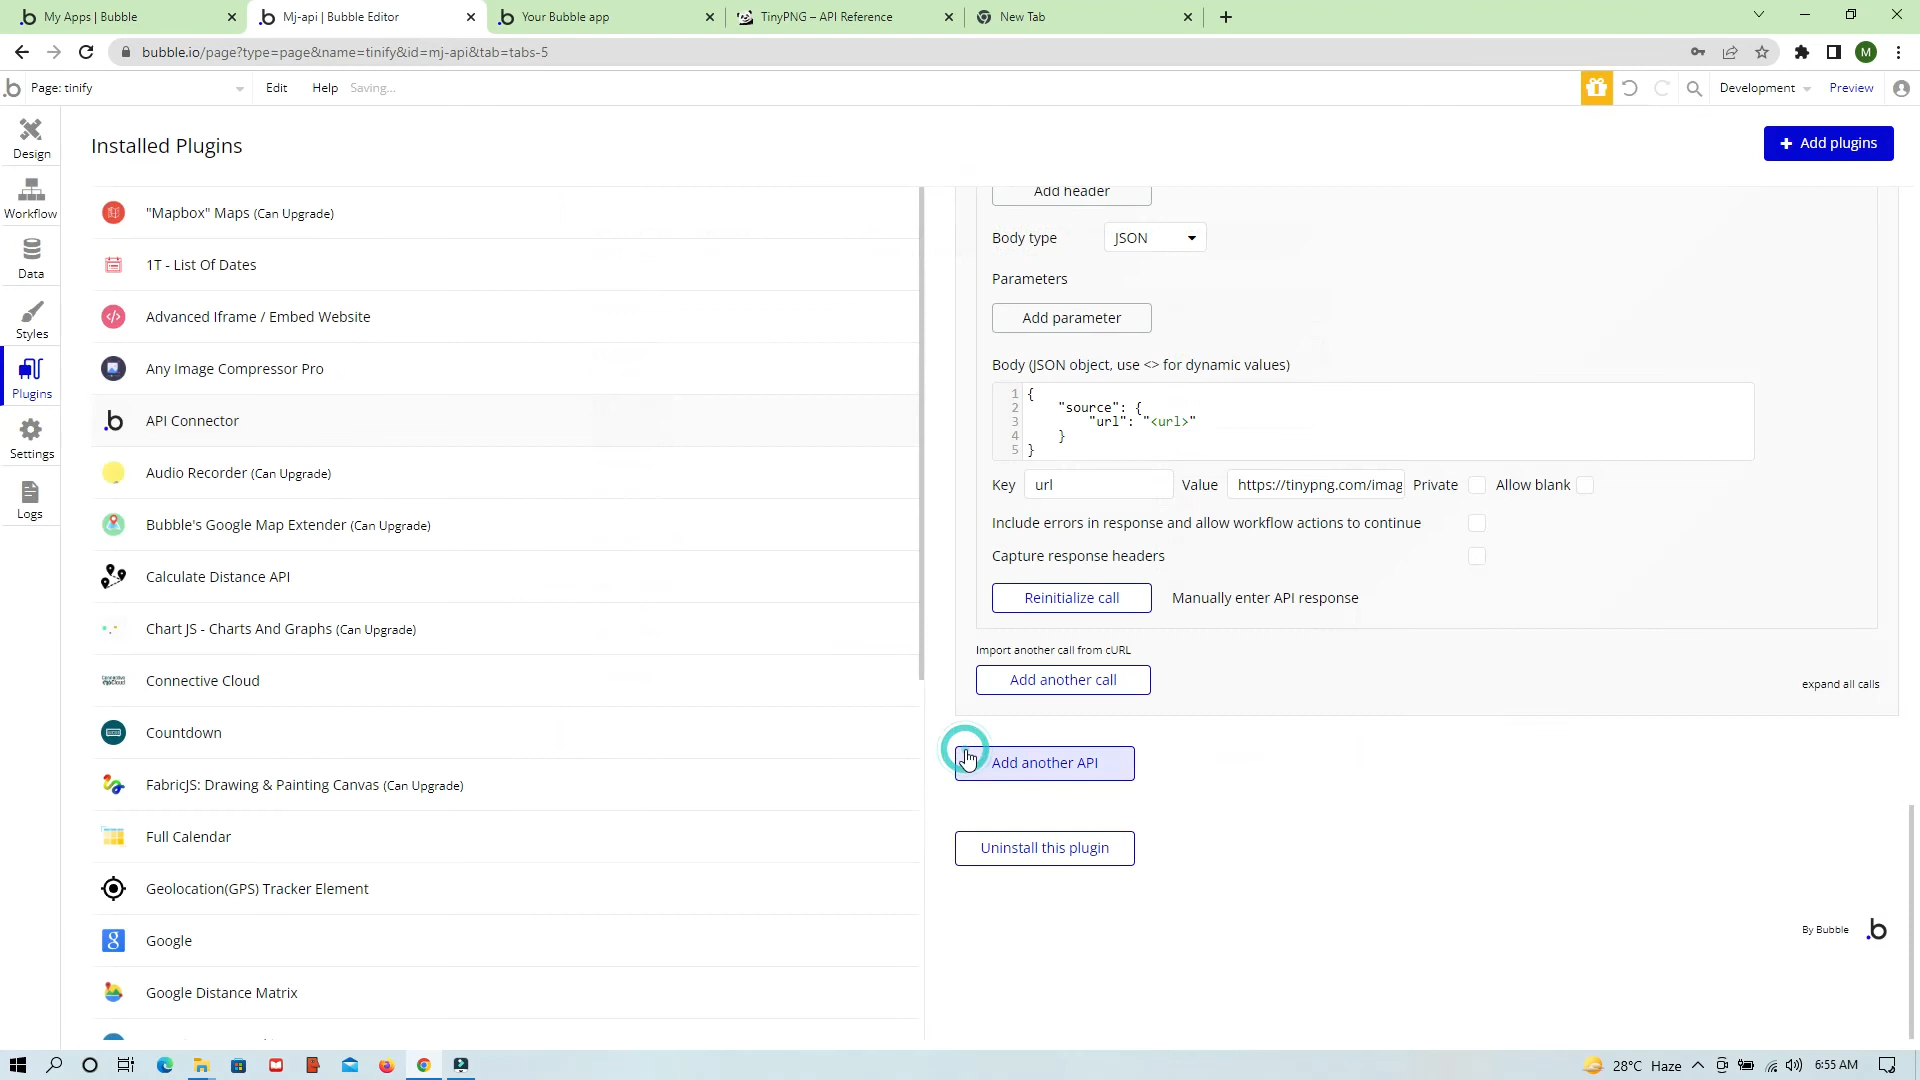 My Apps | Bubble
Mj-api | Bubble Editor
Your Bubble app
TinyPNG – API Reference
New Tab
bubble.io/page?type=page&name=tinify&id=mj-api&tab=tabs-5
M
Page: tinify
Edit
Help
Saving...
Development
Preview
Design
Workflow
Data
Styles
Plugins
Settings
Logs
Installed Plugins
Add plugins
"Mapbox" Maps (Can Upgrade)
1T - List Of Dates
Advanced Iframe / Embed Website
Any Image Compressor Pro
API Connector
Audio Recorder (Can Upgrade)
Bubble's Google Map Extender (Can Upgrade)
Calculate Distance API
Chart JS - Charts And Graphs (Can Upgrade)
Connective Cloud
Countdown
FabricJS: Drawing & Painting Canvas (Can Upgrade)
Full Calendar
Geolocation(GPS) Tracker Element
Google
Google Distance Matrix
Add header
Body type
JSON
Parameters
Add parameter
Body (JSON object, use <> for dynamic values)
1 {
2 "source": {
3 "url": "<url>"
4 }
5 }
Key url Value https://tinypng.com/imag Private Allow blank
Include errors in response and allow workflow actions to continue
Capture response headers
Reinitialize call
Manually enter API response
Import another call from cURL
Add another call
expand all calls
Add another API
Uninstall this plugin
By Bubble
28°C Haze
6:55 AM